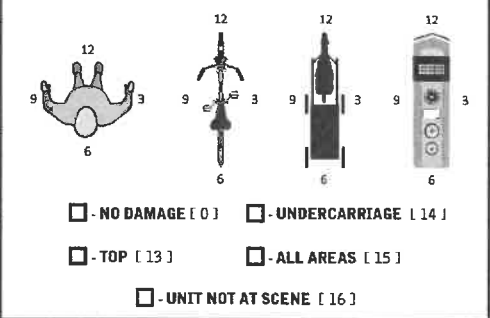 12 12 12 12
9 3 9 3 9 3 9 3
6 6 6 6
- NO DAMAGE [ 0 ] - UNDERCARRIAGE [ 14 ]
- TOP [ 13 ] - ALL AREAS [ 15 ]
- UNIT NOT AT SCENE [ 16 ]